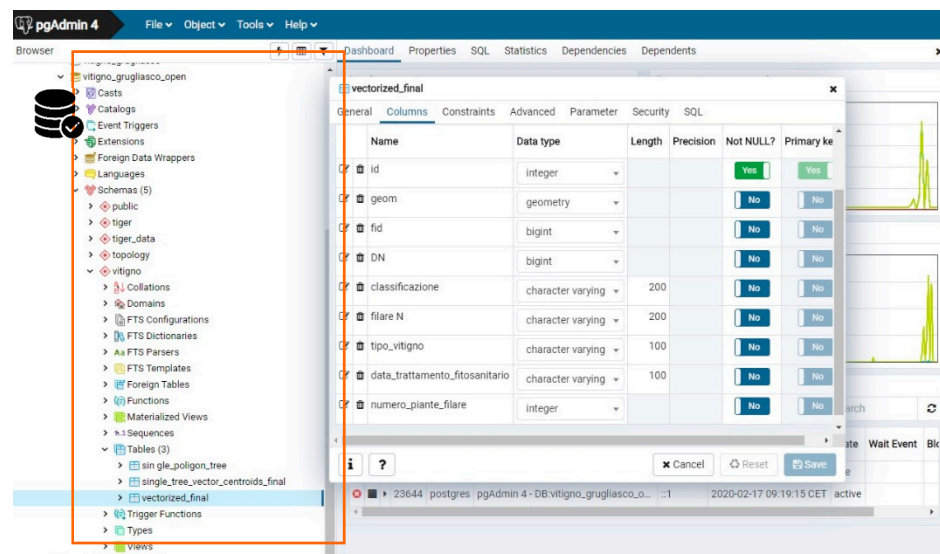 pgAdmin 4 File Object Tools Help
Browser
Dashboard Properties SQL Statistics Dependencies Dependents
vitigno_grugliasco_open
Casts
Catalogs
Event Triggers
Extensions
Foreign Data Wrappers
Languages
Schemas (5)
public
tiger
tiger_data
topology
vitigno
Collations
Domains
FTS Configurations
FTS Dictionaries
Aa FTS Parsers
FTS Templates
Foreign Tables
Functions
Materialized Views
1..3 Sequences
Tables (3)
sin gle_poligon_tree
single_tree_vector_centroids_final
vectorized_final
Trigger Functions
Types
Views
vectorized_final
General Columns Constraints Advanced Parameter Security SQL
Name Data type Length Precision Not NULL? Primary ke
id integer Yes Yes
geom geometry No No
fid bigint No No
DN bigint No No
classificazione character varying 200 No No
filare N character varying 200 No No
tipo_vitigno character varying 100 No No
data_trattamento_fitosanitario character varying 100 No No
numero_piante_filare integer No No
i ? Cancel Reset Save
arch
ate Wait Event Blo
23644 postgres pgAdmin 4 - DB:vitigno_grugliasco_o... ::1 2020-02-17 09:19:15 CET active